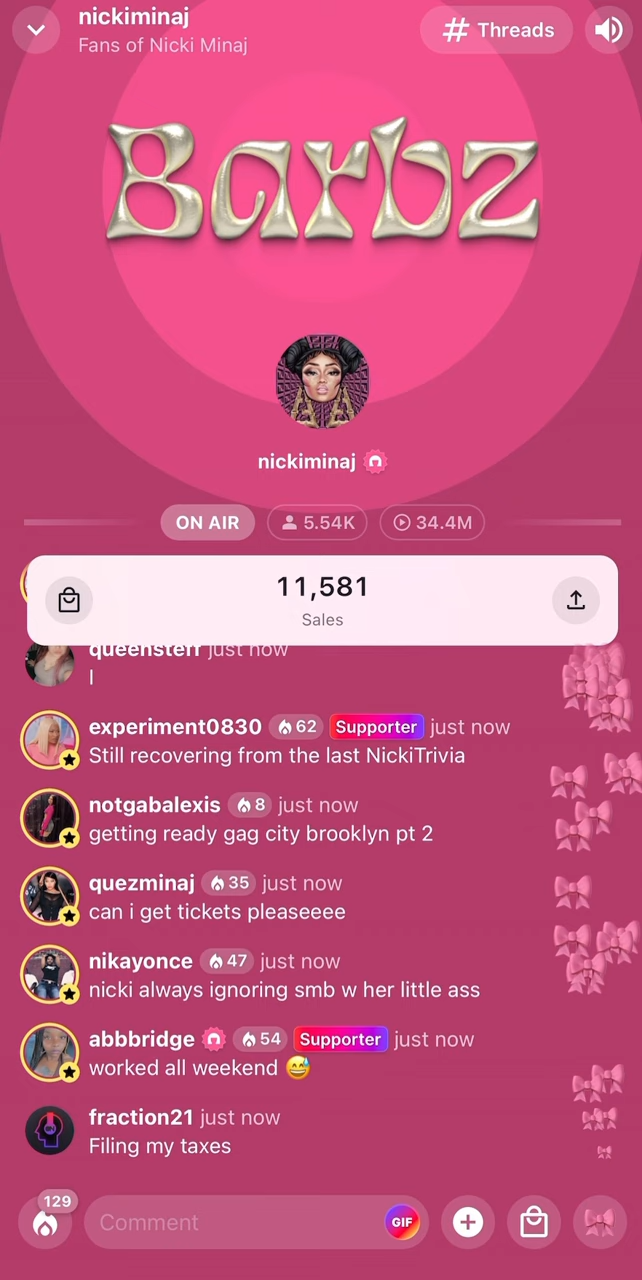 nickiminaj
Fans of Nicki Minaj
# Threads
Barbz
nickiminaj
ON AIR
5.54K
34.4M
11,581
Sales
queensteff just now
I
experiment0830 62 Supporter just now
Still recovering from the last NickiTrivia
notgabalexis 8 just now
getting ready gag city brooklyn pt 2
quezminaj 35 just now
can i get tickets pleaseeee
nikayonce 47 just now
nicki always ignoring smb w her little ass
abbbridge 54 Supporter just now
worked all weekend 😅
fraction21 just now
Filing my taxes
129
Comment
GIF